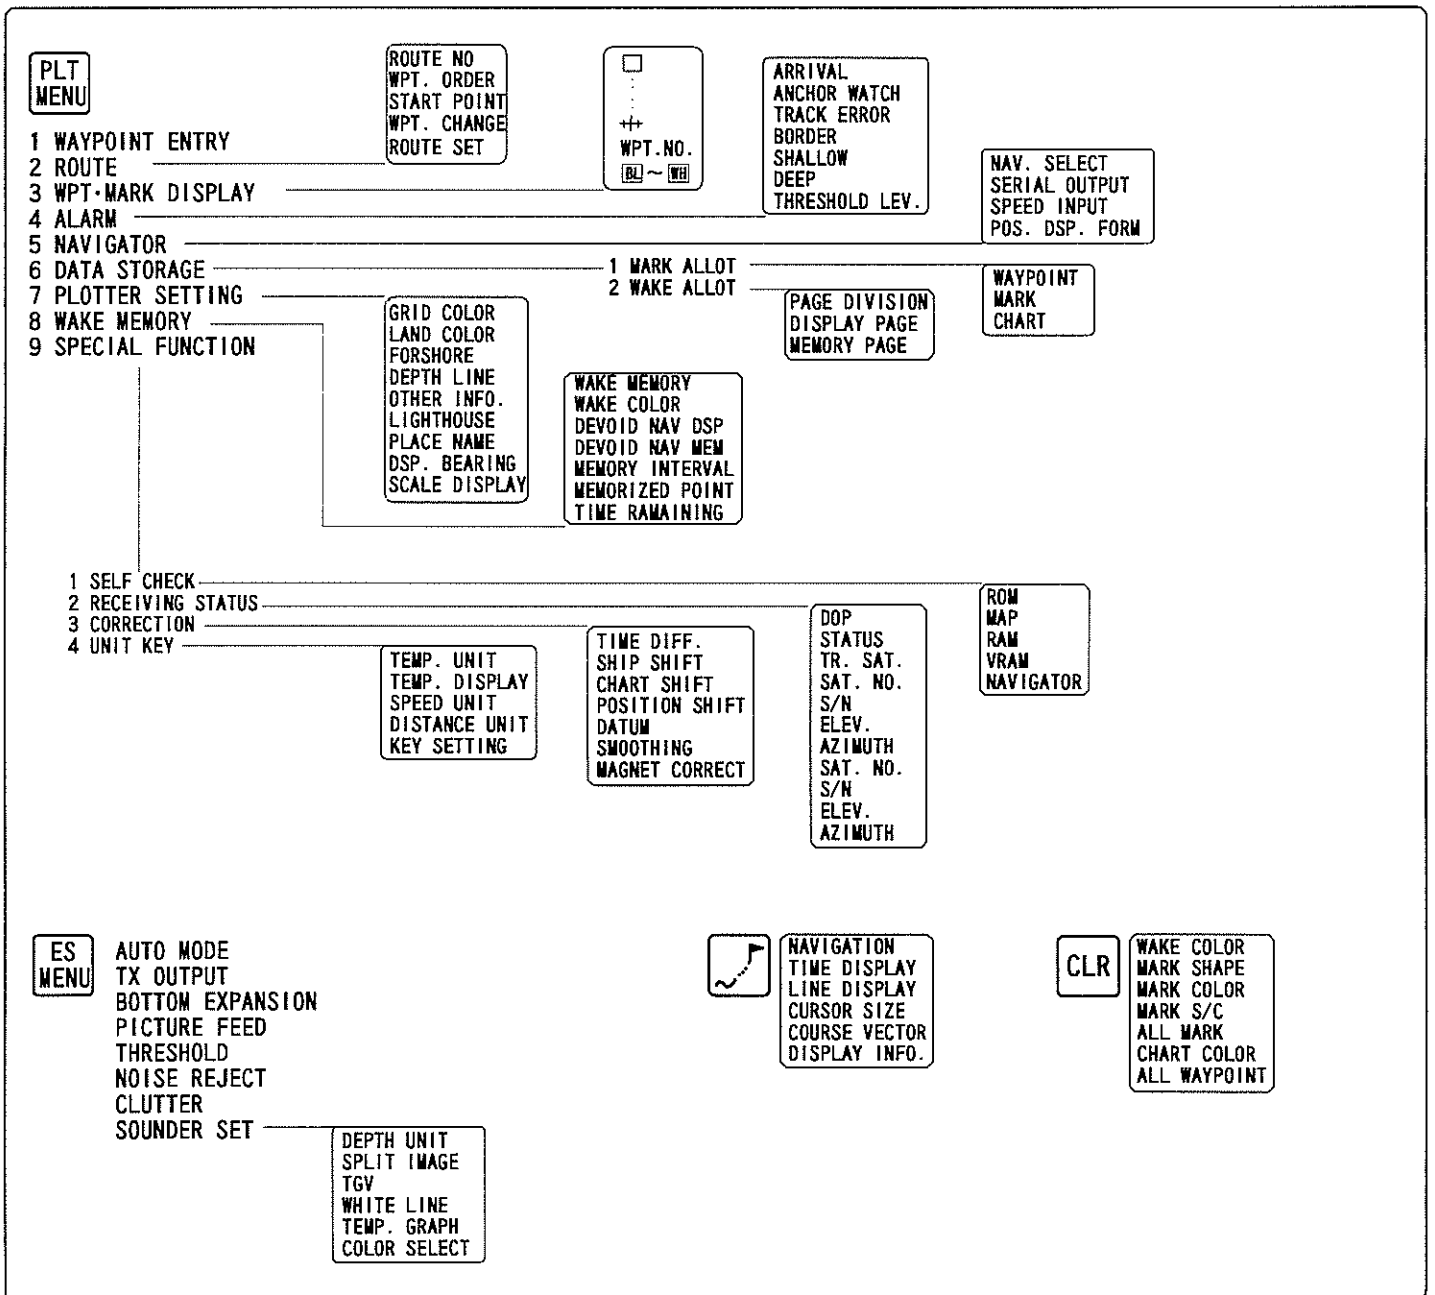 PLT
MENU
1 WAYPOINT ENTRY
2 ROUTE
3 WPT·MARK DISPLAY
4 ALARM
5 NAVIGATOR
6 DATA STORAGE
7 PLOTTER SETTING
8 WAKE MEMORY
9 SPECIAL FUNCTION
ROUTE NO
WPT. ORDER
START POINT
WPT. CHANGE
ROUTE SET
WPT.NO.
BL ~ WH
ARRIVAL
ANCHOR WATCH
TRACK ERROR
BORDER
SHALLOW
DEEP
THRESHOLD LEV.
NAV. SELECT
SERIAL OUTPUT
SPEED INPUT
POS. DSP. FORM
1 MARK ALLOT
2 WAKE ALLOT
WAYPOINT
MARK
CHART
PAGE DIVISION
DISPLAY PAGE
MEMORY PAGE
GRID COLOR
LAND COLOR
FORSHORE
DEPTH LINE
OTHER INFO.
LIGHTHOUSE
PLACE NAME
DSP. BEARING
SCALE DISPLAY
WAKE MEMORY
WAKE COLOR
DEVOID NAV DSP
DEVOID NAV MEM
MEMORY INTERVAL
MEMORIZED POINT
TIME RAMAINING
1 SELF CHECK
2 RECEIVING STATUS
3 CORRECTION
4 UNIT KEY
TEMP. UNIT
TEMP. DISPLAY
SPEED UNIT
DISTANCE UNIT
KEY SETTING
TIME DIFF.
SHIP SHIFT
CHART SHIFT
POSITION SHIFT
DATUM
SMOOTHING
MAGNET CORRECT
DOP
STATUS
TR. SAT.
SAT. NO.
S/N
ELEV.
AZIMUTH
SAT. NO.
S/N
ELEV.
AZIMUTH
ROM
MAP
RAM
VRAM
NAVIGATOR
ES
MENU
AUTO MODE
TX OUTPUT
BOTTOM EXPANSION
PICTURE FEED
THRESHOLD
NOISE REJECT
CLUTTER
SOUNDER SET
DEPTH UNIT
SPLIT IMAGE
TGV
WHITE LINE
TEMP. GRAPH
COLOR SELECT
NAVIGATION
TIME DISPLAY
LINE DISPLAY
CURSOR SIZE
COURSE VECTOR
DISPLAY INFO.
CLR
WAKE COLOR
MARK SHAPE
MARK COLOR
MARK S/C
ALL MARK
CHART COLOR
ALL WAYPOINT